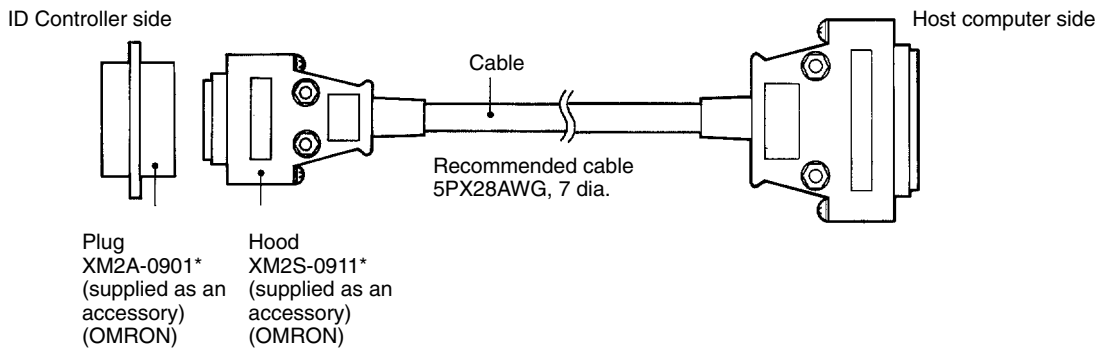 ID Controller side
Host computer side
Cable
Recommended cable
5PX28AWG, 7 dia.
Plug
XM2A-0901*
(supplied as an
accessory)
(OMRON)
Hood
XM2S-0911*
(supplied as an
accessory)
(OMRON)